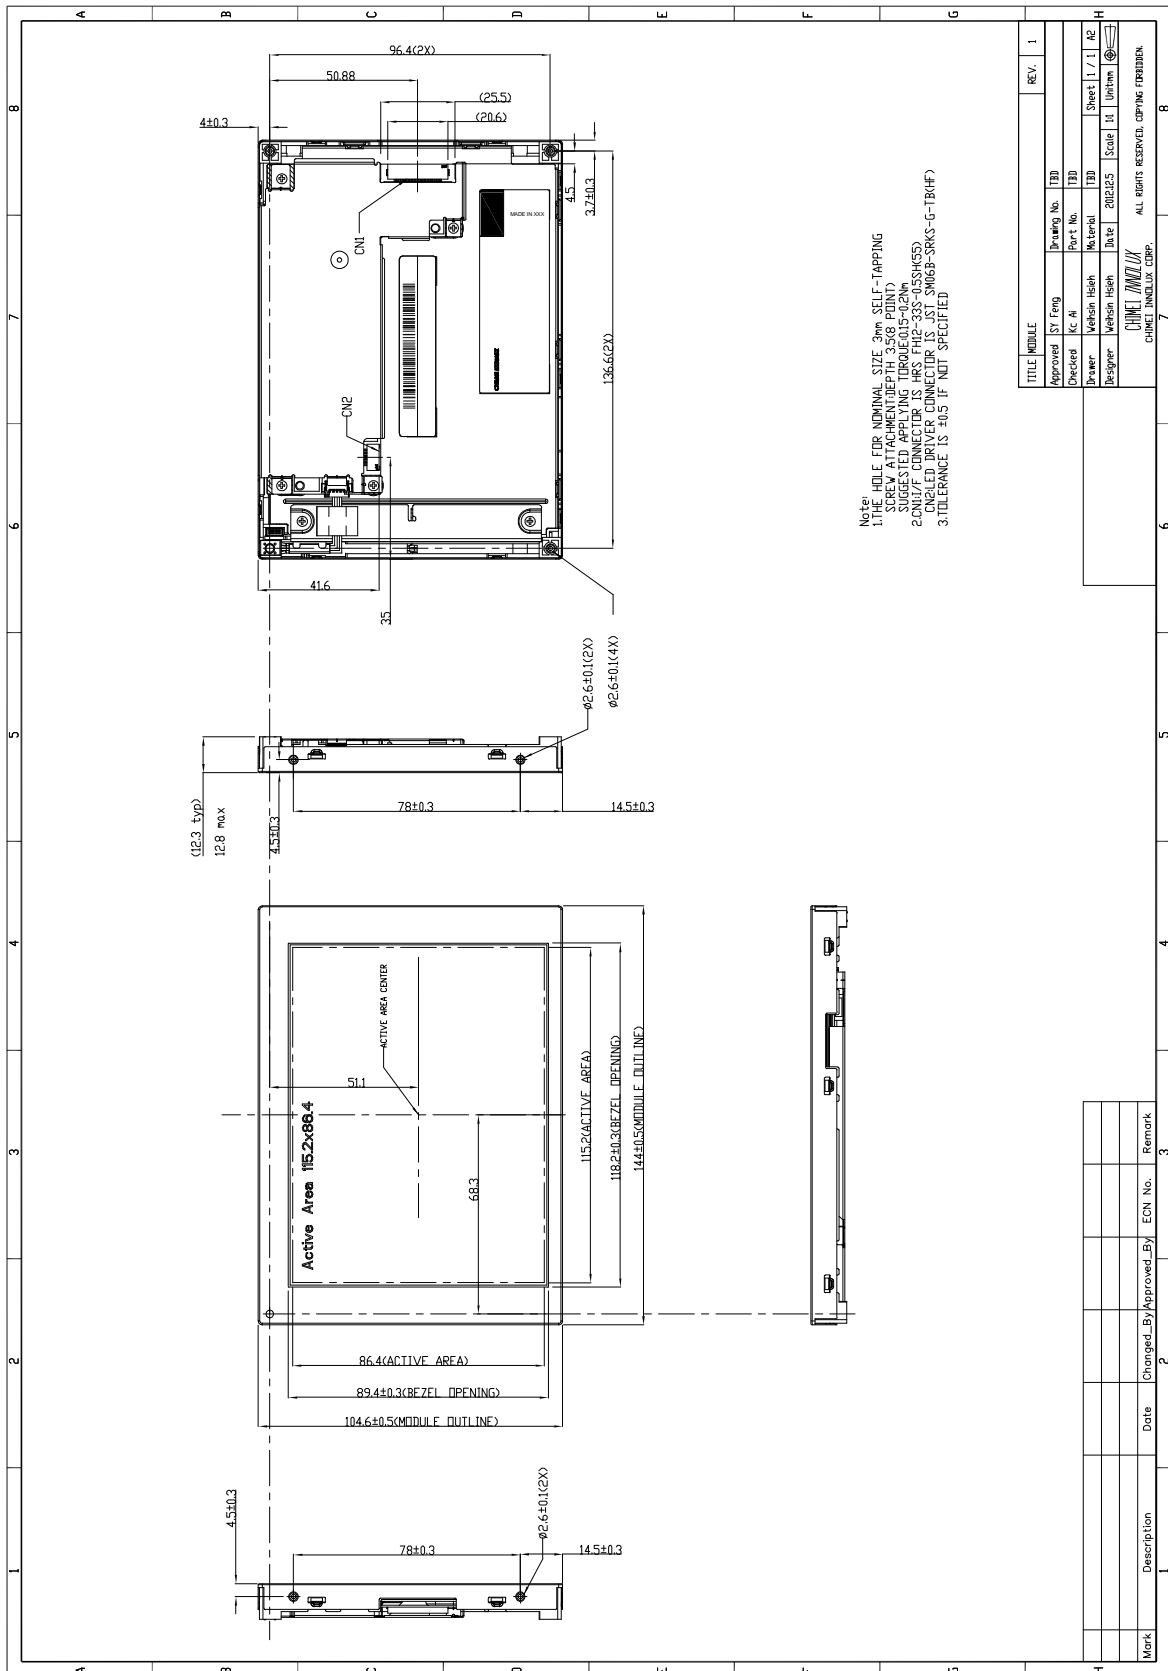 A
B
C
D
E
F
G
H
8
7
6
5
4
3
2
1
96.4(2X)
50.88
(25.5)
(20.6)
4±0.3
CN1
CN2
MADE IN XXX
4.5
3.7±0.3
136.6(2X)
41.6
35
ø2.6±0.1(2X)
ø2.6±0.1(4X)
(12.3 typ)
12.8 max
4.5±0.3
78±0.3
14.5±0.3
ACTIVE AREA CENTER
51.1
68.3
Active Area 115.2x86.4
115.2(ACTIVE AREA)
118.2±0.3(BEZEL OPENING)
144±0.5(MODULE OUTLINE)
86.4(ACTIVE AREA)
89.4±0.3(BEZEL OPENING)
104.6±0.5(MODULE OUTLINE)
4.5±0.3
78±0.3
14.5±0.3
ø2.6±0.1(2X)
Note:
1.THE HOLE FOR NOMINAL SIZE 3mm SELF-TAPPING
SCREW ATTACHMENT:DEPTH 3.5(8 POINT)
SUGGESTED APPLYING TORQUE:0.15~0.2Nm
2.CN1:I/F CONNECTOR IS HRS FH12-33S-0.5SH(55)
CN2:LED DRIVER CONNECTOR IS JST SM06B-SRKS-G-TB(HF)
3.TOLERANCE IS ±0.5 IF NOT SPECIFIED
TITLE MODULE REV. 1
Approved SY Feng Drawing No. TBD
Checked Kc Ai Part No. TBD
Drawer Weihsin Hsieh Material TBD Sheet 1 / 1 A2
Designer Weihsin Hsieh Date 2012.12.5 Scale 1:1 Unit:mm
CHIMEI INNOLUX
CHIMEI INNOLUX CORP.
ALL RIGHTS RESERVED, COPYING FORBIDDEN.
Mark Description Date Changed_By Approved_By ECN No. Remark
A
B
C
D
E
F
G
H
8
7
6
5
4
3
2
1